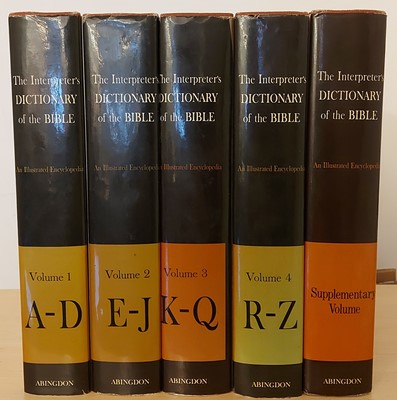 The Interpreter's
DICTIONARY
of the BIBLE
An Illustrated Encyclopedia
Volume 1
A-D
ABINGDON
The Interpreter's
DICTIONARY
of the BIBLE
An Illustrated Encyclopedia
Volume 2
E-J
ABINGDON
The Interpreter's
DICTIONARY
of the BIBLE
An Illustrated Encyclopedia
Volume 3
K-Q
ABINGDON
The Interpreter's
DICTIONARY
of the BIBLE
An Illustrated Encyclopedia
Volume 4
R-Z
ABINGDON
The Interpreter's
DICTIONARY
of the BIBLE
An Illustrated Encyclopedia
Supplementary
Volume
ABINGDON